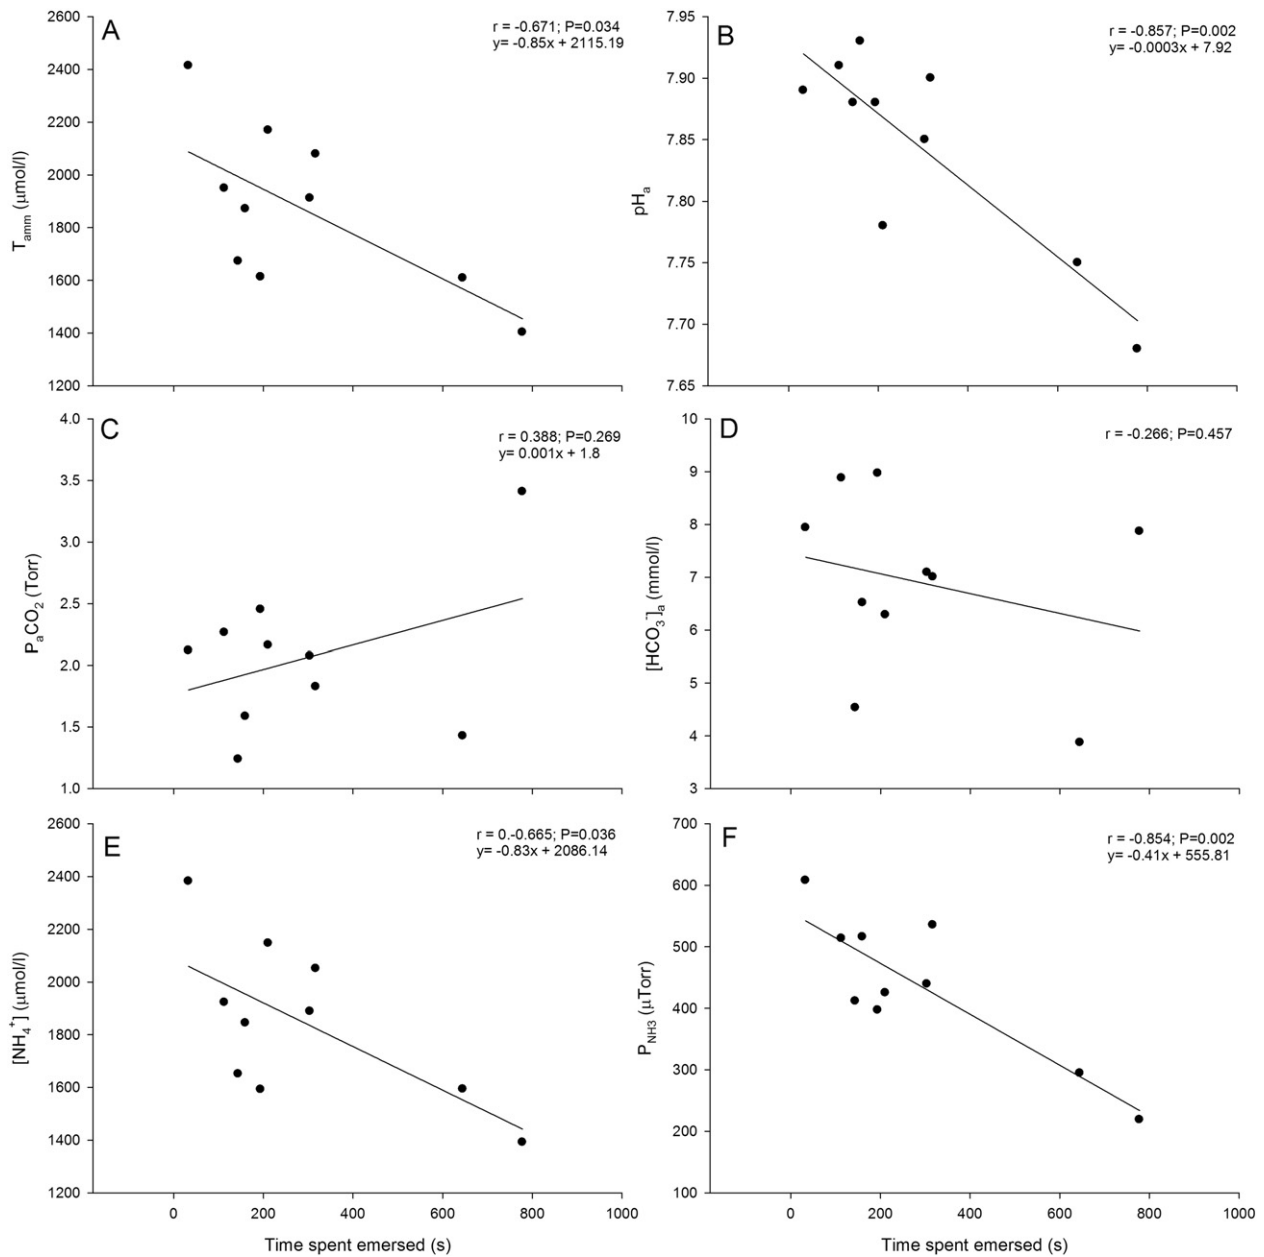 A
r = -0.671; P=0.034
y= -0.85x + 2115.19
2600
2400
2200
2000
1800
1600
1400
1200
T_amm (μmol/l)
B
r = -0.857; P=0.002
y= -0.0003x + 7.92
7.95
7.90
7.85
7.80
7.75
7.70
7.65
pH_a
C
r = 0.388; P=0.269
y= 0.001x + 1.8
4.0
3.5
3.0
2.5
2.0
1.5
1.0
P_aCO_2 (Torr)
D
r = -0.266; P=0.457
10
9
8
7
6
5
4
3
[HCO_3^-]_a (mmol/l)
E
r = 0.-0.665; P=0.036
y= -0.83x + 2086.14
2600
2400
2200
2000
1800
1600
1400
1200
[NH_4^+] (μmol/l)
0 200 400 600 800 1000
Time spent emersed (s)
F
r = -0.854; P=0.002
y= -0.41x + 555.81
700
600
500
400
300
200
100
P_NH3 (μTorr)
0 200 400 600 800 1000
Time spent emersed (s)